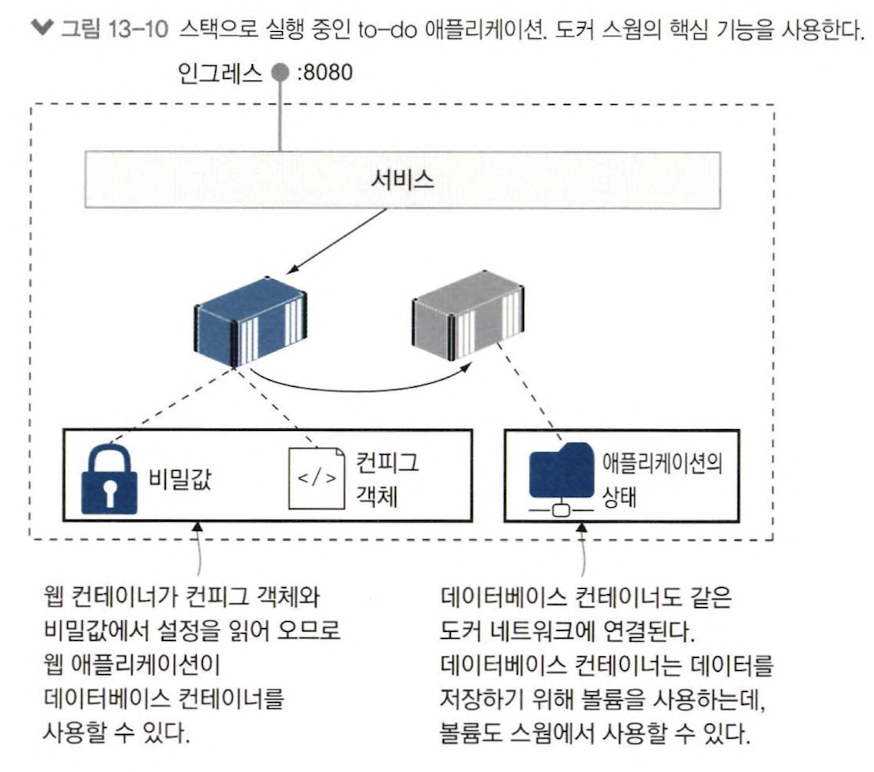 그림 13-10 스택으로 실행 중인 to-do 애플리케이션. 도커 스웜의 핵심 기능을 사용한다.
인그레스 :8080
서비스
비밀값
</>
컨피그
객체
애플리케이션의
상태
웹 컨테이너가 컨피그 객체와
비밀값에서 설정을 읽어 오므로
웹 애플리케이션이
데이터베이스 컨테이너를
사용할 수 있다.
데이터베이스 컨테이너도 같은
도커 네트워크에 연결된다.
데이터베이스 컨테이너는 데이터를
저장하기 위해 볼륨을 사용하는데,
볼륨도 스웜에서 사용할 수 있다.